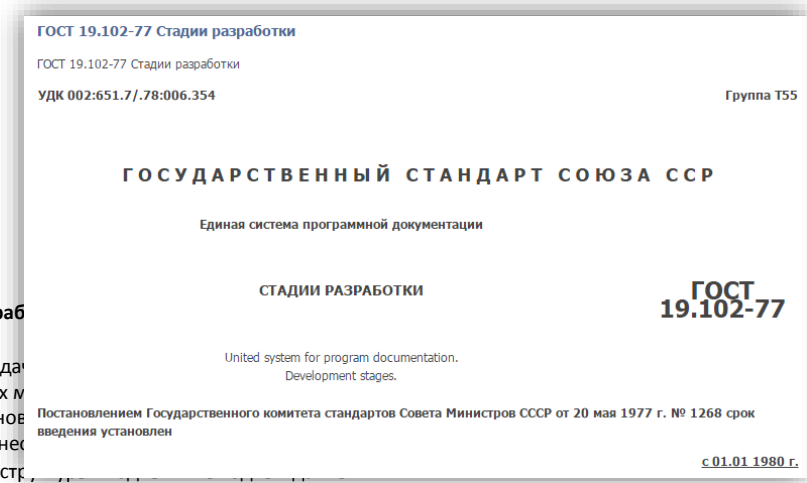 ГОСТ 19.102-77 Стадии разработки
ГОСТ 19.102-77 Стадии разработки
УДК 002:651.7/.78:006.354 Группа Т55
ГОСУДАРСТВЕННЫЙ СТАНДАРТ СОЮЗА ССР
Единая система программной документации
СТАДИИ РАЗРАБОТКИ
ГОСТ
19.102-77
United system for program documentation.
Development stages.
Постановлением Государственного комитета стандартов Совета Министров СССР от 20 мая 1977 г. № 1268 срок
введения установлен
с 01.01 1980 г.